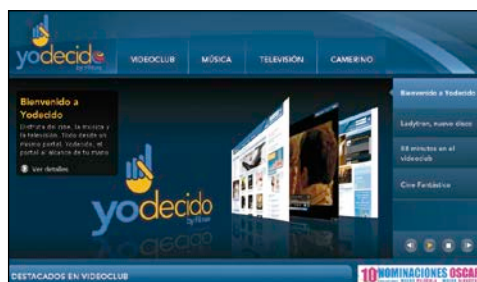 yodecido
VIDEOCLUB MÚSICA TELEVISIÓN CAMERINO
Bienvenido a
Yodecido
Disfruta del cine, la música y
la televisión. Todo desde un
mismo portal. Yodecido, el
portal al alcance de tu mano
Ver detalles
yodecido
Bienvenido a Yodecido
Ladytron, nuevo disco
88 minutos en el
videoclub
Cine Fantástico
DESTACADOS EN VIDEOCLUB
10 NOMINACIONES OSCAR